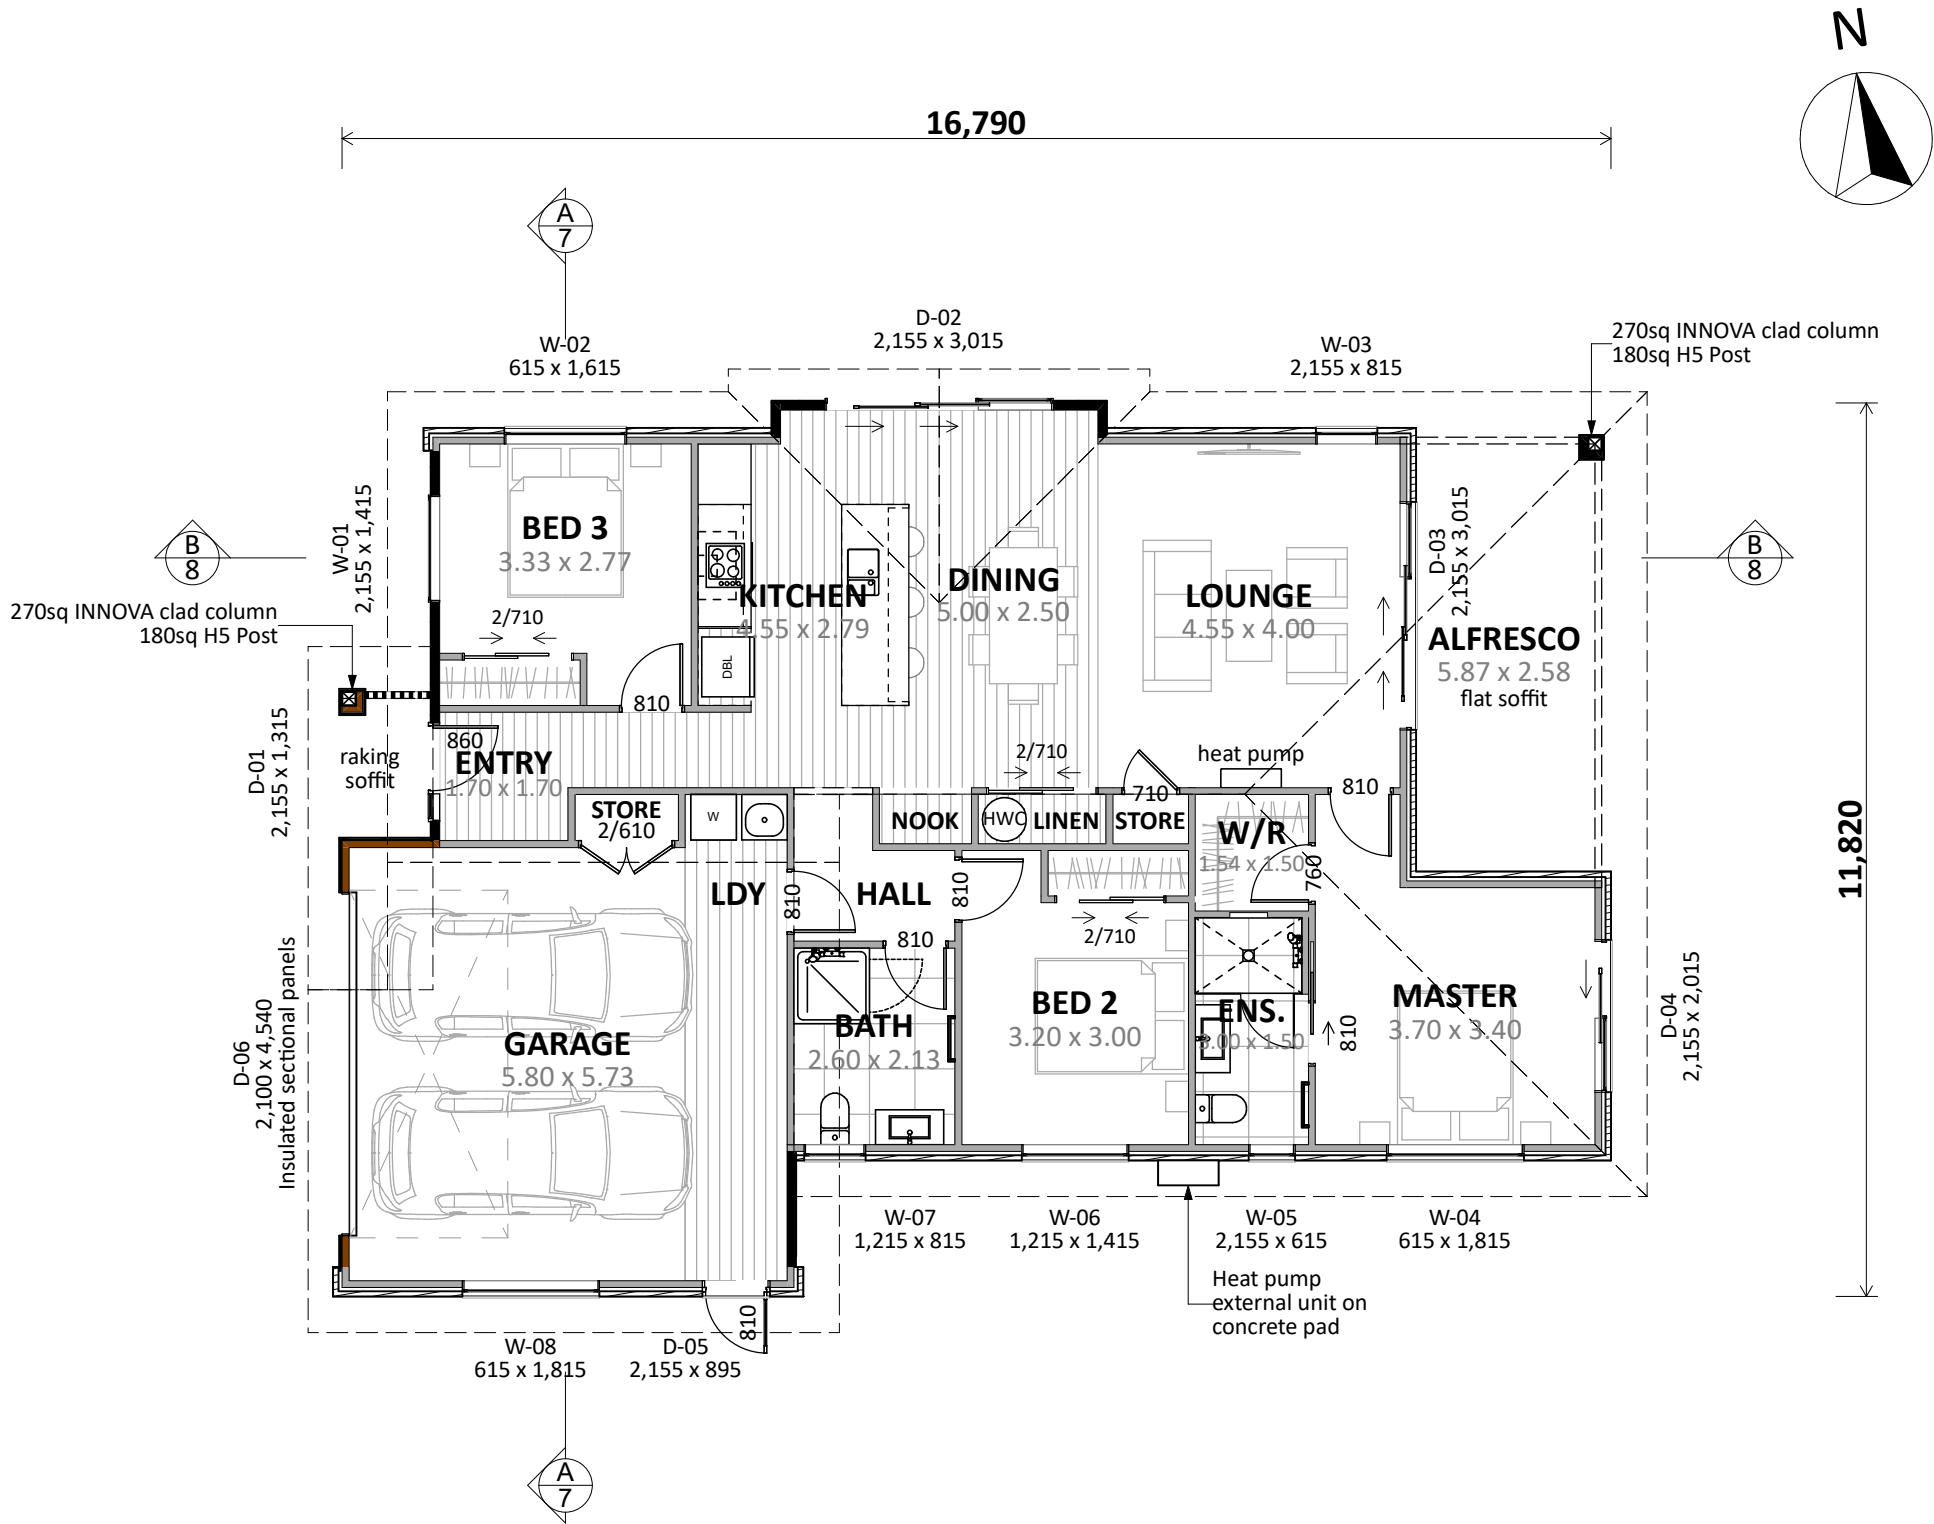 N
16,790
A
7
D-02
2,155 x 3,015
W-02
615 x 1,615
W-03
2,155 x 815
270sq INNOVA clad column
180sq H5 Post
W-01
2,155 x 1,415
BED 3
3.33 x 2.77
2/710
KITCHEN
4.55 x 2.79
DBL
DINING
5.00 x 2.50
LOUNGE
4.55 x 4.00
D-03
2,155 x 3,015
ALFRESCO
5.87 x 2.58
flat soffit
B
8
B
8
270sq INNOVA clad column
180sq H5 Post
810
860
ENTRY
1.70 x 1.70
raking
soffit
D-01
2,155 x 1,315
2/710
heat pump
710
810
STORE
2/610
W
NOOK
HWC
LINEN
STORE
W/R
1.54 x 1.50
760
11,820
LDY
810
HALL
810
810
2/710
D-06
2,100 x 4,540
Insulated sectional panels
GARAGE
5.80 x 5.73
BATH
2.60 x 2.13
BED 2
3.20 x 3.00
ENS.
3.00 x 1.50
810
MASTER
3.70 x 3.40
D-04
2,155 x 2,015
W-07
1,215 x 815
W-06
1,215 x 1,415
W-05
2,155 x 615
W-04
615 x 1,815
Heat pump
external unit on
concrete pad
810
W-08
615 x 1,815
D-05
2,155 x 895
A
7